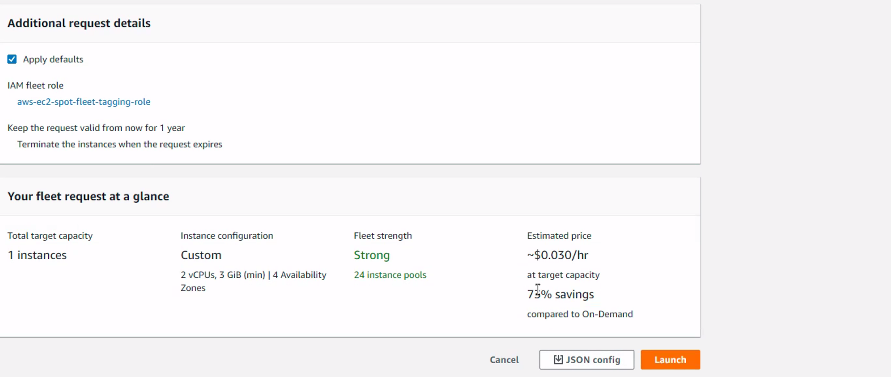 Additional request details
Apply defaults
IAM fleet role
aws-ec2-spot-fleet-tagging-role
Keep the request valid from now for 1 year
Terminate the instances when the request expires
Your fleet request at a glance
Total target capacity
1 instances
Instance configuration
Custom
2 vCPUs, 3 GiB (min) | 4 Availability
Zones
Fleet strength
Strong
24 instance pools
Estimated price
~$0.030/hr
at target capacity
savings
compared to On-Demand
Cancel
JSON config
Launch